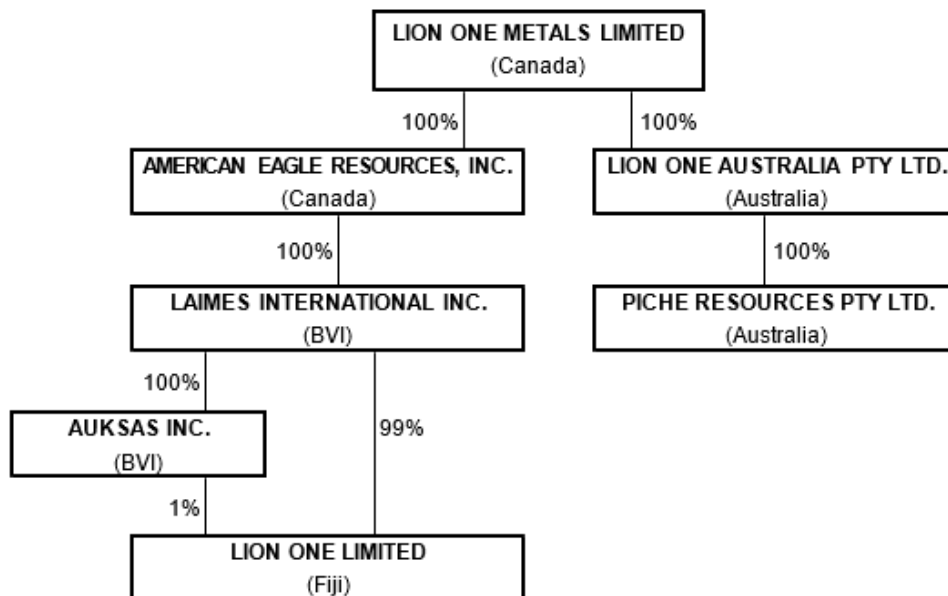 LION ONE METALS LIMITED
(Canada)
100%
100%
AMERICAN EAGLE RESOURCES, INC.
(Canada)
LION ONE AUSTRALIA PTY LTD.
(Australia)
100%
100%
LAIMES INTERNATIONAL INC.
(BVI)
PICHE RESOURCES PTY LTD.
(Australia)
100%
99%
AUKSAS INC.
(BVI)
1%
LION ONE LIMITED
(Fiji)